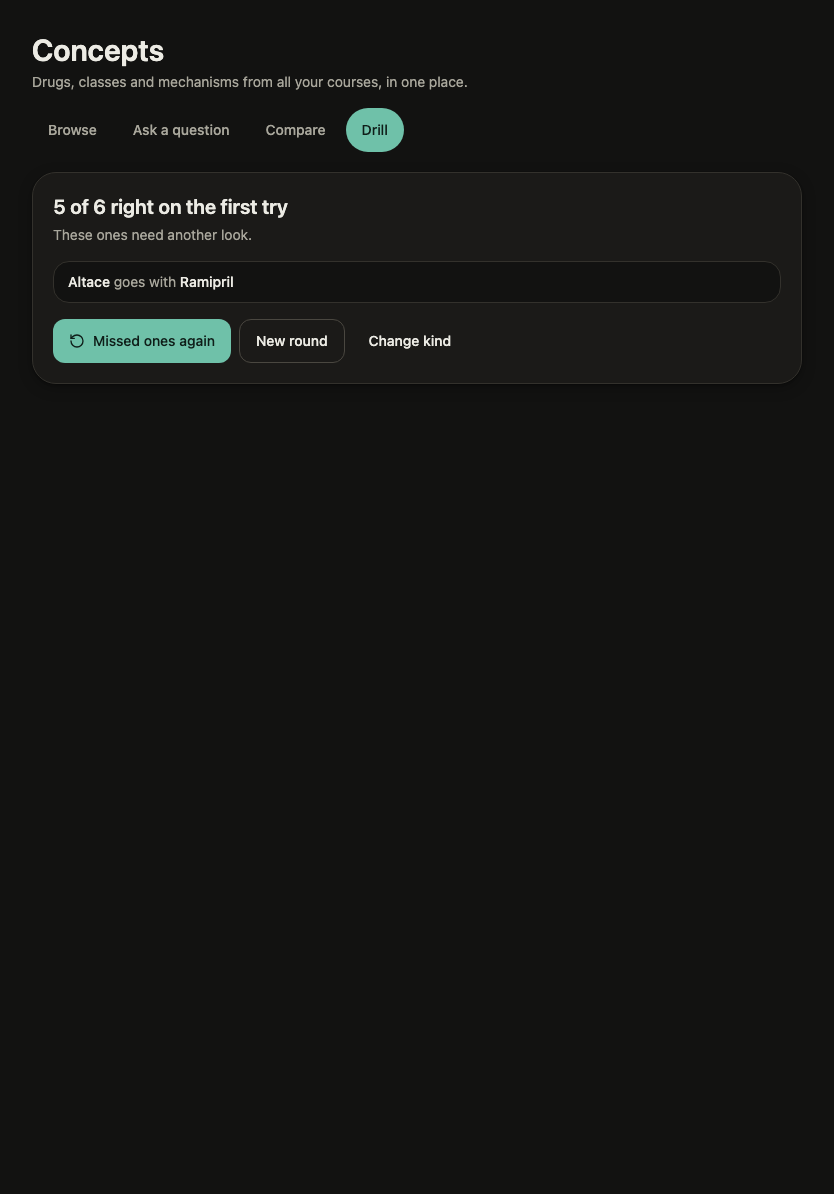 Concepts
Drugs, classes and mechanisms from all your courses, in one place.
Browse Ask a question Compare Drill
5 of 6 right on the first try
These ones need another look.
Altace goes with Ramipril
Missed ones again New round Change kind